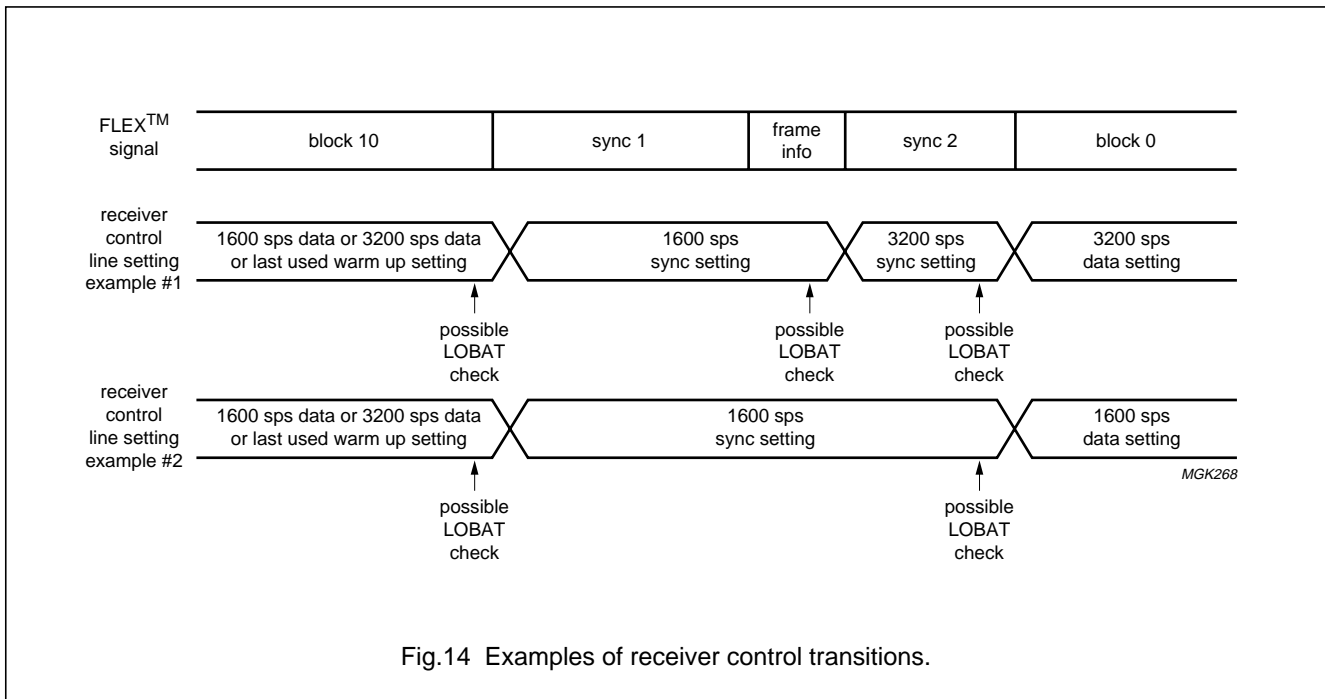 FLEX™
signal
block 10
sync 1
frame
info
sync 2
block 0
receiver
control
line setting
example #1
1600 sps data or 3200 sps data
or last used warm up setting
1600 sps
sync setting
3200 sps
sync setting
3200 sps
data setting
possible
LOBAT
check
possible
LOBAT
check
possible
LOBAT
check
receiver
control
line setting
example #2
1600 sps data or 3200 sps data
or last used warm up setting
1600 sps
sync setting
1600 sps
data setting
MGK268
possible
LOBAT
check
possible
LOBAT
check
Fig.14 Examples of receiver control transitions.